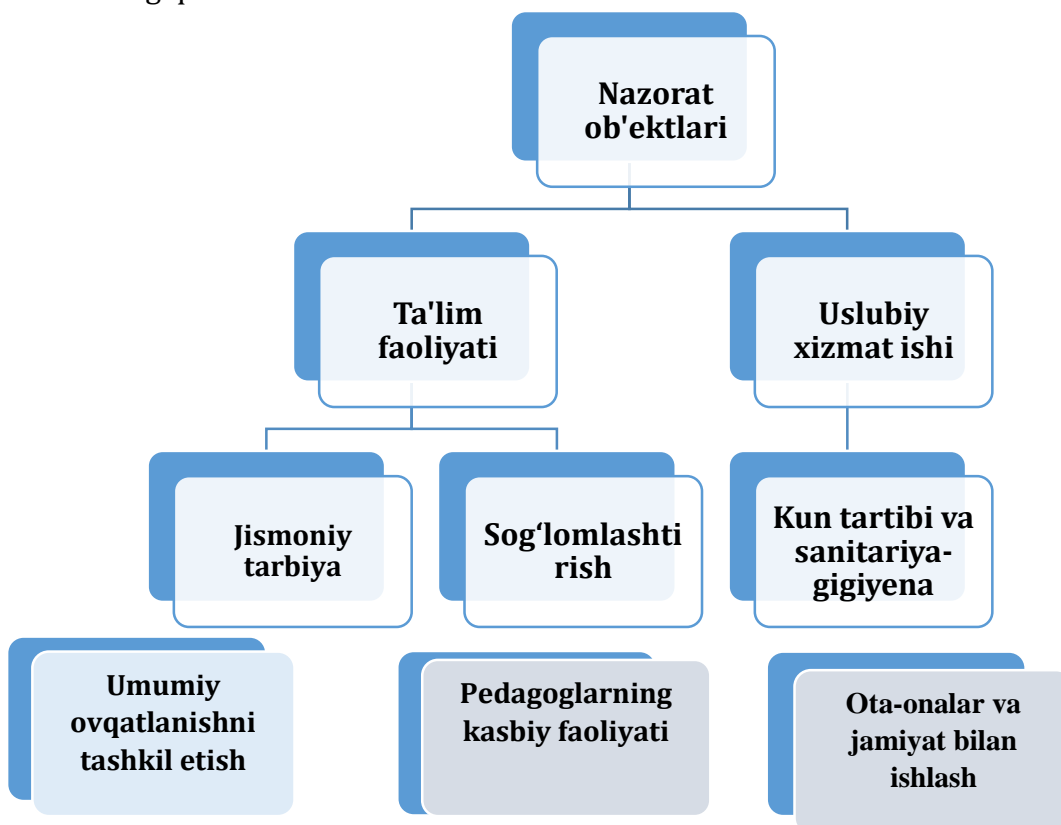 Nazorat
ob'ektlari
Ta'lim
faoliyati
Uslubiy
xizmat ishi
Jismoniy
tarbiya
Sog‘lomlashti
rish
Kun tartibi va
sanitariya-
gigiyena
Umumiy
ovqatlanishni
tashkil etish
Pedagoglarning
kasbiy faoliyati
Ota-onalar va
jamiyat bilan
ishlash